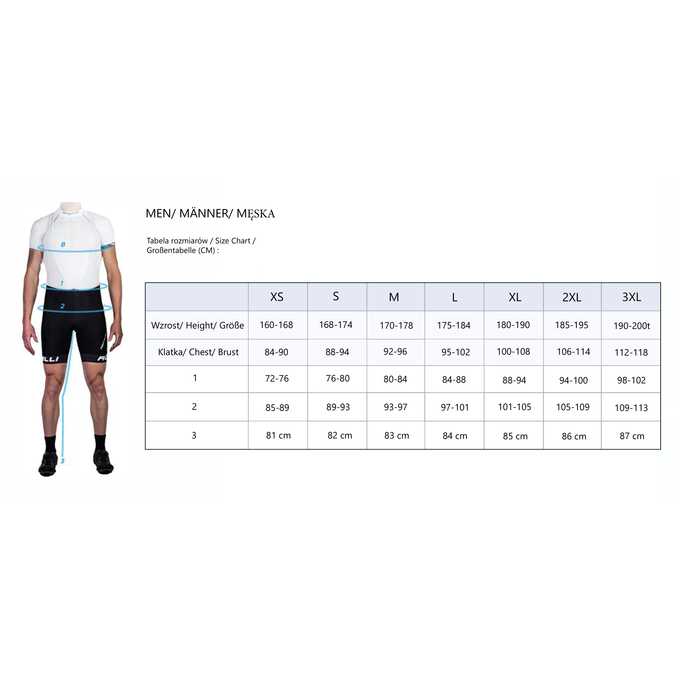 MEN/ MÄNNER/ MĘSKA
Tabela rozmiarów / Size Chart /
Großentabelle (CM) :
XS S M L XL 2XL 3XL
Wzrost/ Height/ Größe 160-168 168-174 170-178 175-184 180-190 185-195 190-200t
Klatka/ Chest/ Brust 84-90 88-94 92-96 95-102 100-108 106-114 112-118
1 72-76 76-80 80-84 84-88 88-94 94-100 98-102
2 85-89 89-93 93-97 97-101 101-105 105-109 109-113
3 81 cm 82 cm 83 cm 84 cm 85 cm 86 cm 87 cm
1
2
3